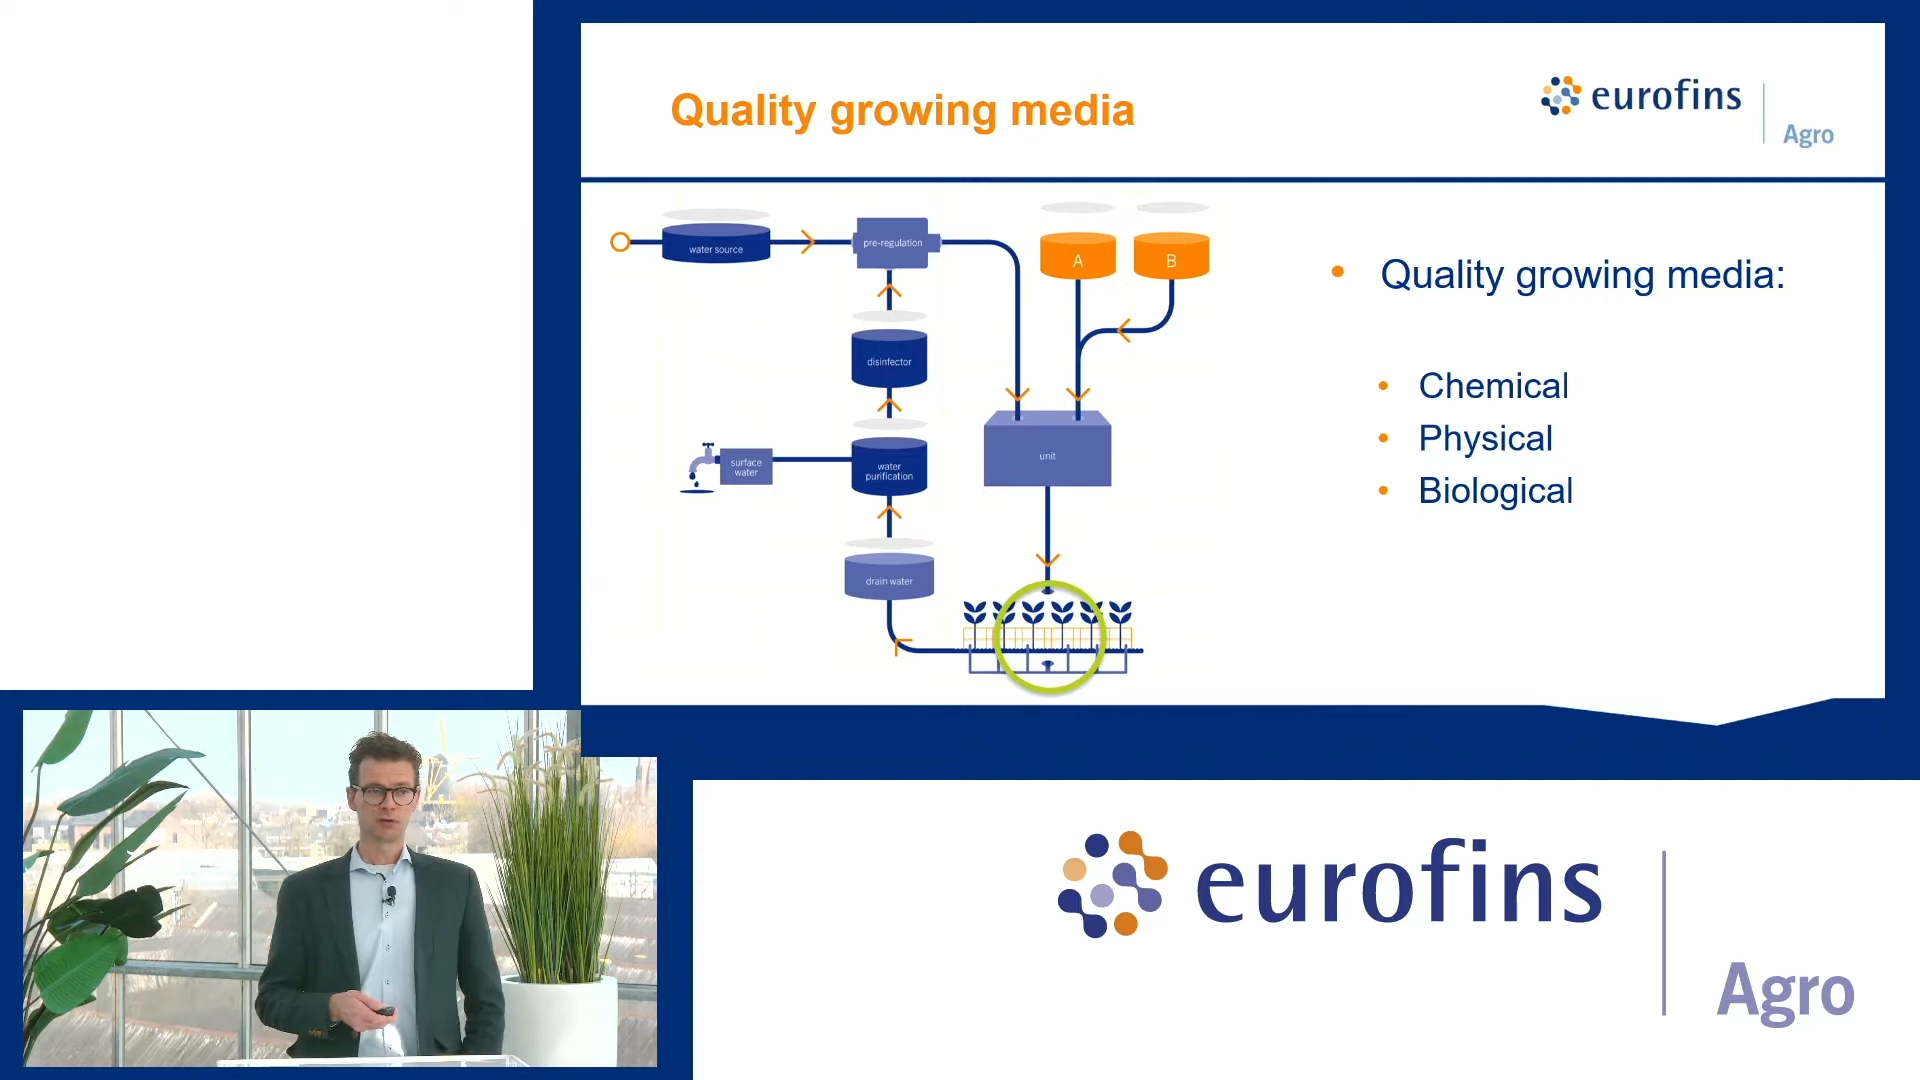 Quality growing media
eurofins
Agro
water source
pre-regulation
A
B
disinfector
surface
water
water
purification
unit
drain water
Quality growing media:
Chemical
Physical
Biological
eurofins
Agro